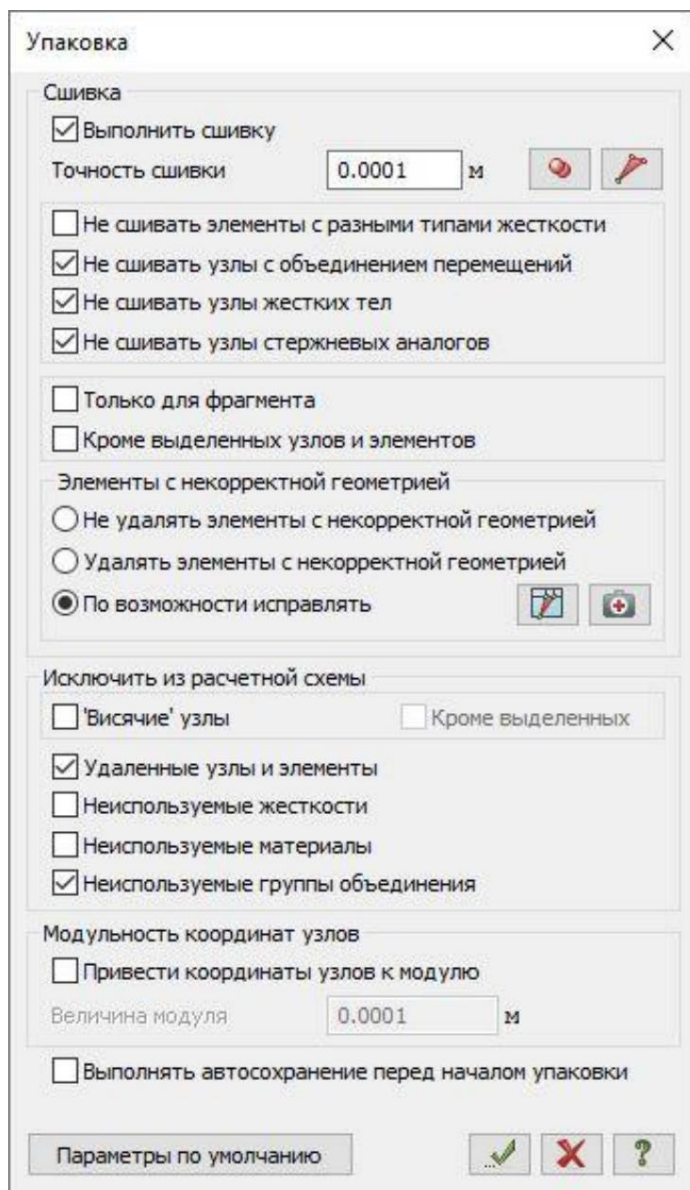 Упаковка
Сшивка
Выполнить сшивку
Точность сшивки 0.0001 м
Не сшивать элементы с разными типами жесткости
Не сшивать узлы с объединением перемещений
Не сшивать узлы жестких тел
Не сшивать узлы стержневых аналогов
Только для фрагмента
Кроме выделенных узлов и элементов
Элементы с некорректной геометрией
Не удалять элементы с некорректной геометрией
Удалять элементы с некорректной геометрией
По возможности исправлять
Исключить из расчетной схемы
'Висячие' узлы Кроме выделенных
Удаленные узлы и элементы
Неиспользуемые жесткости
Неиспользуемые материалы
Неиспользуемые группы объединения
Модульность координат узлов
Привести координаты узлов к модулю
Величина модуля 0.0001 м
Выполнять автосохранение перед началом упаковки
Параметры по умолчанию ?